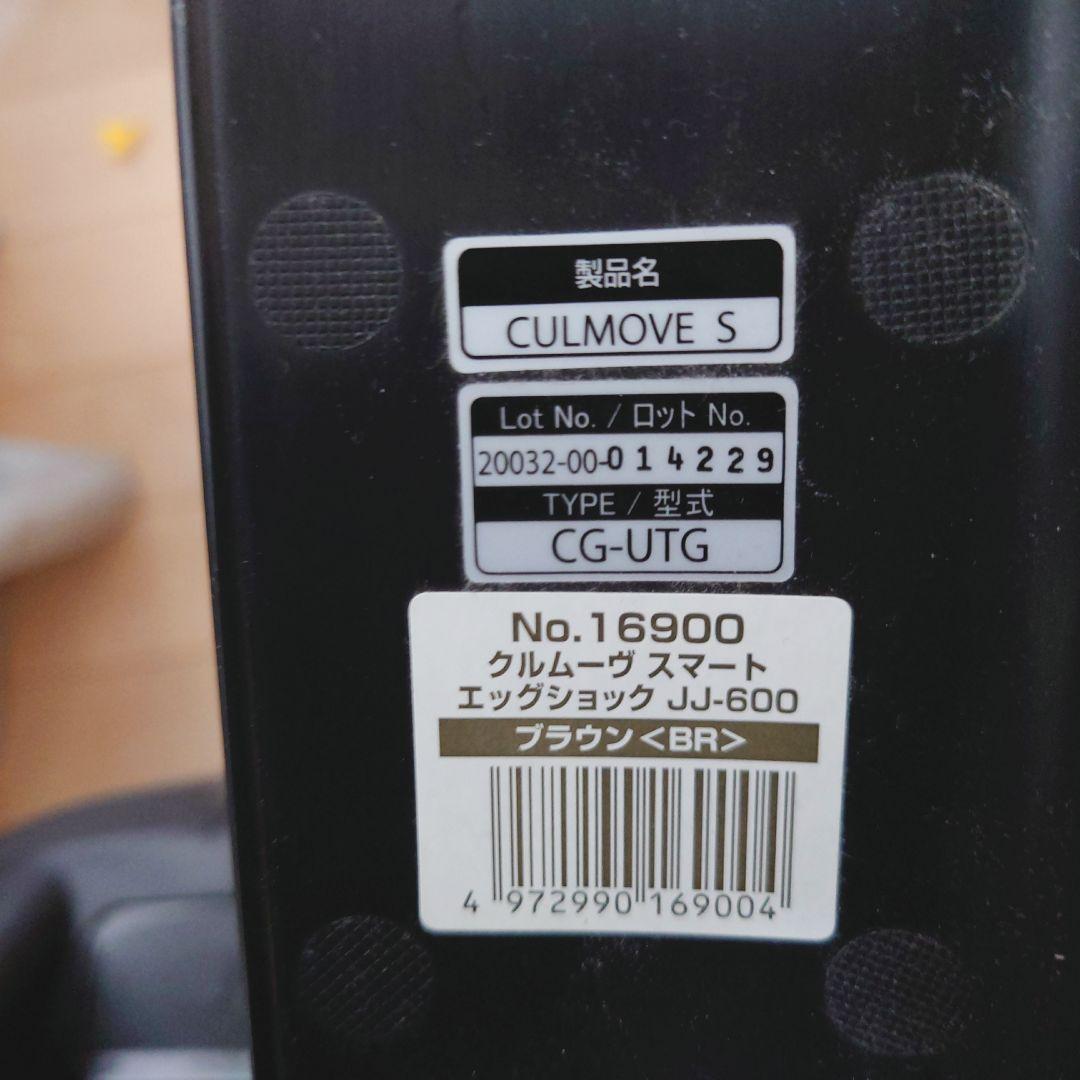 製品名
CULMOVE S
Lot No. / ロット No.
20032-00-014229
TYPE / 型式
CG-UTG
No.16900
クルムーヴ スマート
エッグショック JJ-600
ブラウン<BR>
4 972990 169004